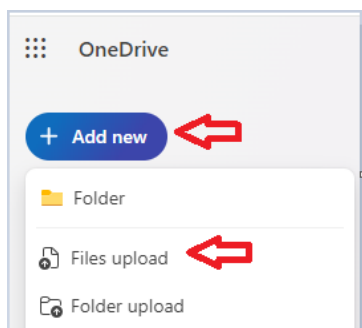 OneDrive
+ Add new
Folder
Files upload
Folder upload